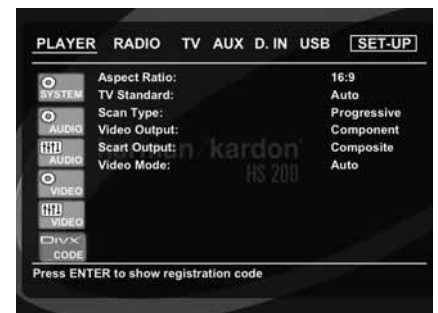 PLAYER RADIO TV AUX D. IN USB SET-UP
SYSTEM
AUDIO
AUDIO
VIDEO
VIDEO
DIVX
CODE
Aspect Ratio: 16:9
TV Standard: Auto
Scan Type: Progressive
Video Output: Component
Scart Output: Composite
Video Mode: Auto
harman/kardon
HS 200
Press ENTER to show registration code